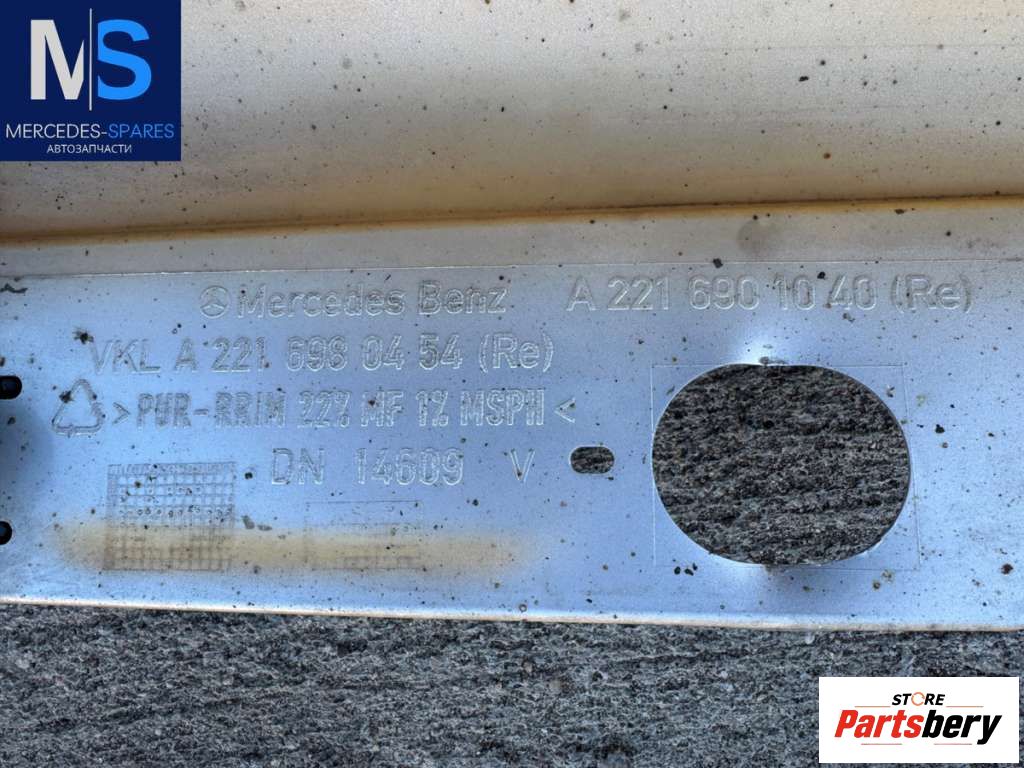 MS
MERCEDES-SPARES
АВТОЗАПЧАСТИ
Mercedes Benz A 221 690 10 40 (Re)
VKL A 221 698 04 54 (Re)
>PUR-RRIM 22% MF 1% MSPH<
DN 14609 V
STORE
Partsbery